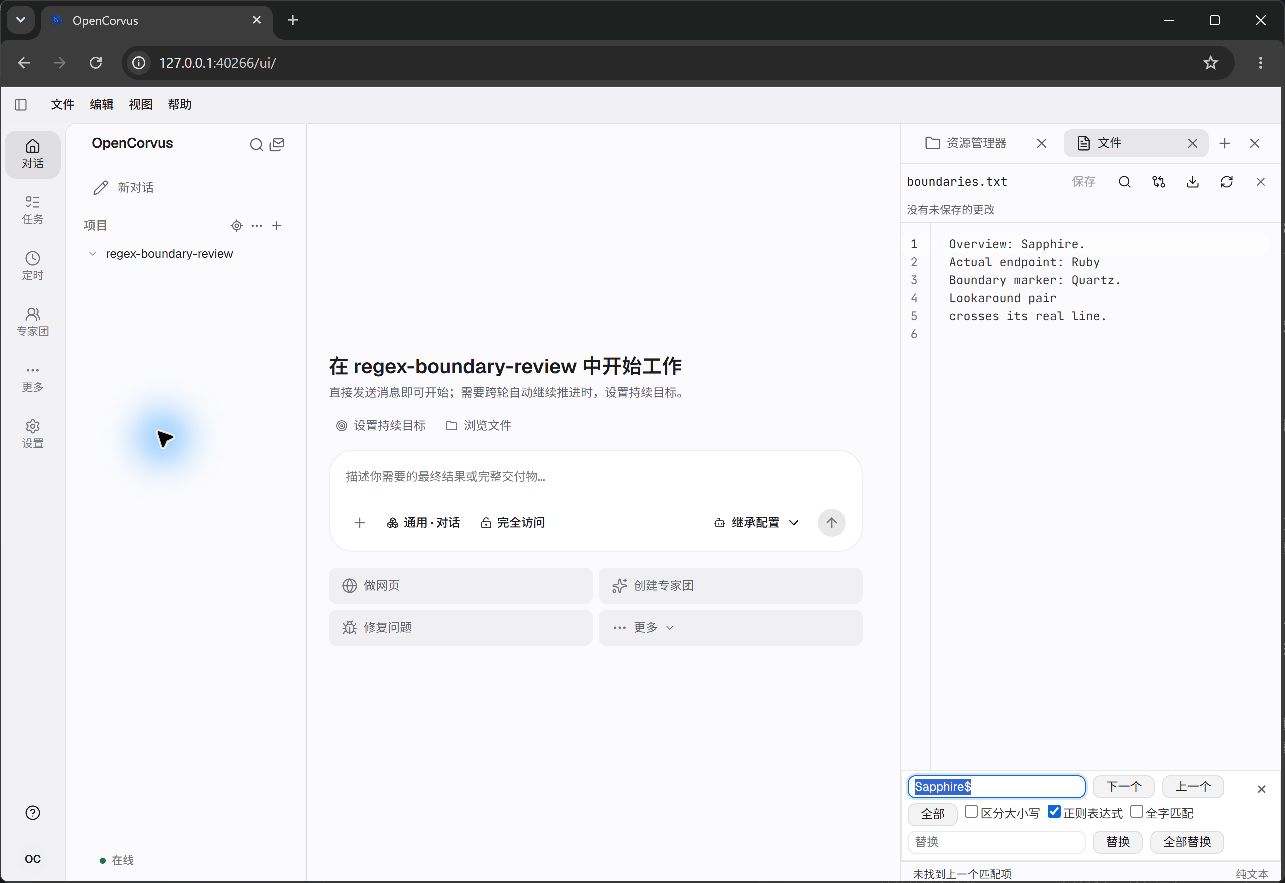 OpenCorvus
127.0.0.1:40266/ui/
文件 编辑 视图 帮助
对话
任务
定时
专家团
更多
设置
OC
OpenCorvus
新对话
项目
regex-boundary-review
在线
在 regex-boundary-review 中开始工作
直接发送消息即可开始；需要跨轮自动继续推进时，设置持续目标。
设置持续目标 浏览文件
描述你需要的最终结果或完整交付物...
通用 · 对话 完全访问 继承配置
做网页 创建专家团
修复问题 更多
资源管理器 文件
boundaries.txt 保存
没有未保存的更改
1 Overview: Sapphire.
2 Actual endpoint: Ruby
3 Boundary marker: Quartz.
4 Lookaround pair
5 crosses its real line.
6
Sapphire$ 下一个 上一个
全部 区分大小写 正则表达式 全字匹配
替换 替换 全部替换
未找到上一个匹配项 纯文本